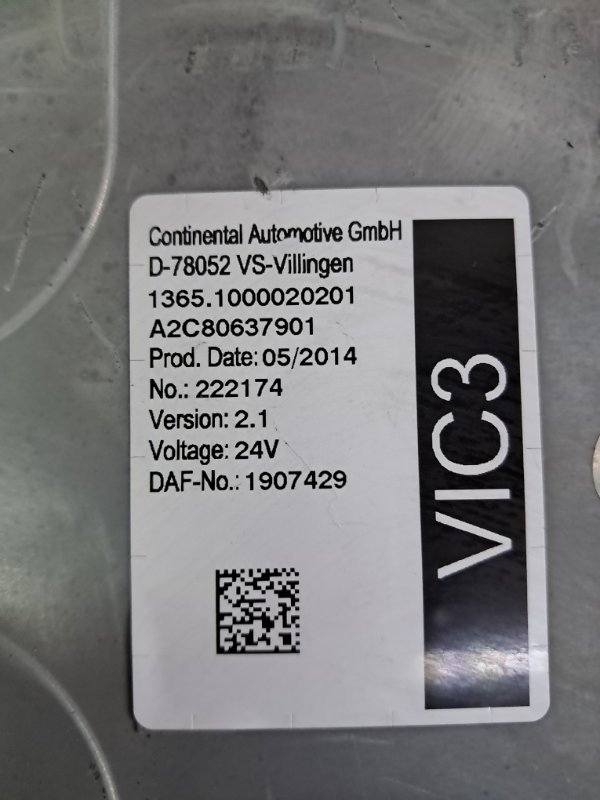 Continental Automotive GmbH
D-78052 VS-Villingen
1365.1000020201
A2C80637901
Prod. Date: 05/2014
No.: 222174
Version: 2.1
Voltage: 24V
DAF-No.: 1907429
VIC3